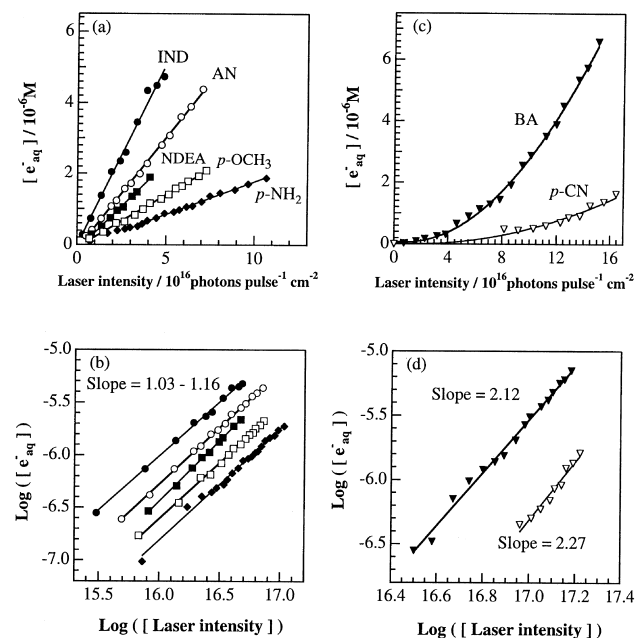 (a)
6
4
2
0
[ e⁻aq ] / 10⁻⁶M
IND
AN
NDEA
p-OCH₃
p-NH₂
0 5 10
Laser intensity / 10¹⁶photons pulse⁻¹ cm⁻²
(c)
6
4
2
0
[ e⁻aq ] / 10⁻⁶M
BA
p-CN
0 4 8 12 16
Laser intensity / 10¹⁶photons pulse⁻¹ cm⁻²
(b)
Slope = 1.03 - 1.16
-5.0
-5.5
-6.0
-6.5
-7.0
Log ( [ e⁻aq ] )
15.5 16.0 16.5 17.0
Log ( [ Laser intensity ] )
(d)
-5.0
-5.5
-6.0
-6.5
Log ( [ e⁻aq ] )
Slope = 2.12
Slope = 2.27
16.4 16.6 16.8 17.0 17.2 17.4
Log ( [ Laser intensity ] )